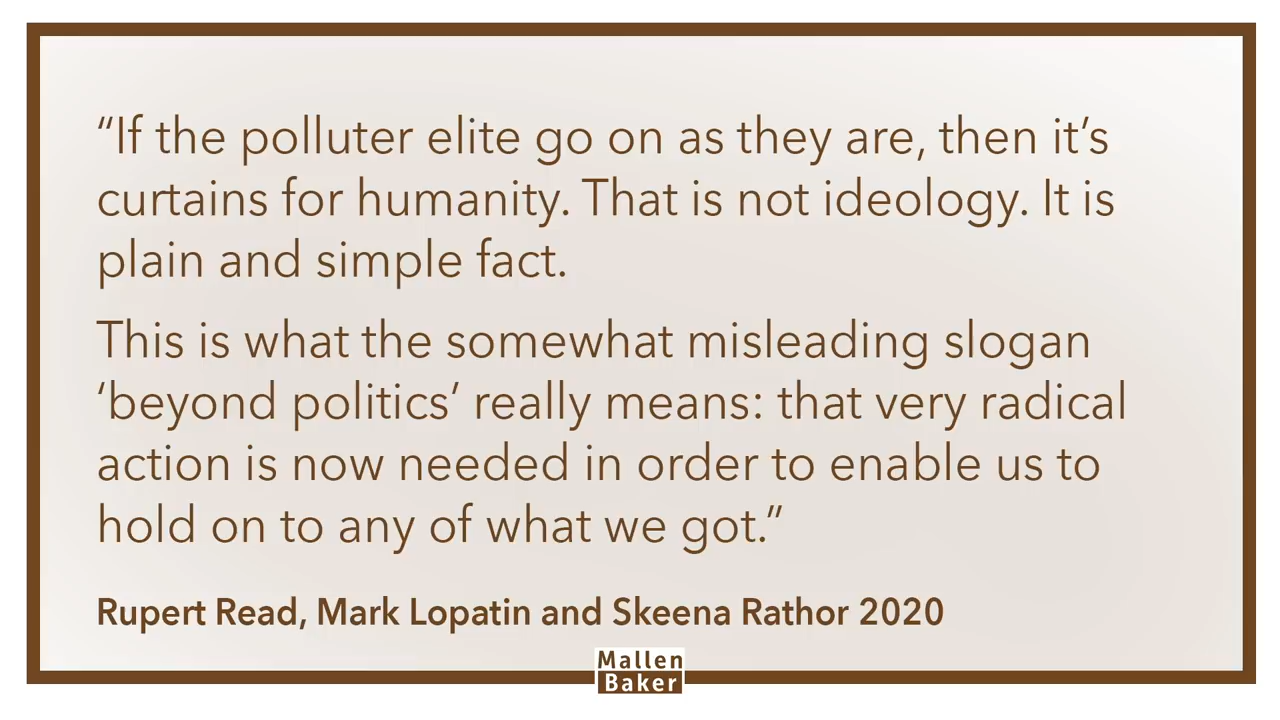 “If the polluter elite go on as they are, then it’s
curtains for humanity. That is not ideology. It is
plain and simple fact.
This is what the somewhat misleading slogan
‘beyond politics’ really means: that very radical
action is now needed in order to enable us to
hold on to any of what we got.”
Rupert Read, Mark Lopatin and Skeena Rathor 2020
Mallen
Baker